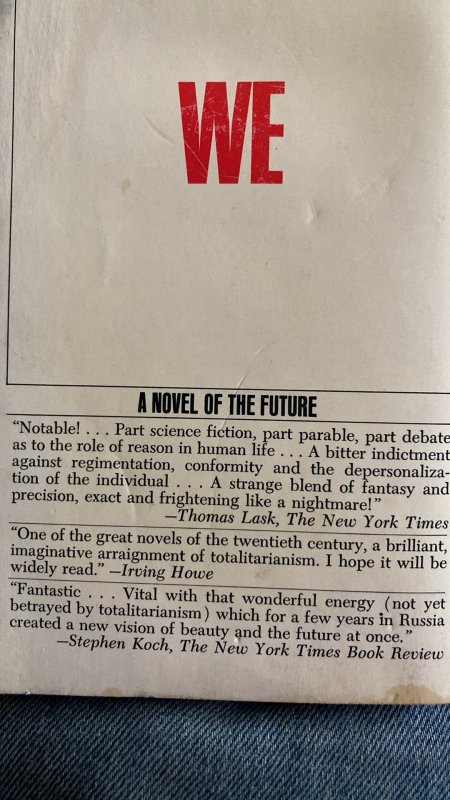 WE
A NOVEL OF THE FUTURE
“Notable! . . . Part science fiction, part parable, part debate
as to the role of reason in human life . . . A bitter indictment
against regimentation, conformity and the depersonaliza-
tion of the individual . . . A strange blend of fantasy and
precision, exact and frightening like a nightmare!”
—Thomas Lask, The New York Times
“One of the great novels of the twentieth century, a brilliant,
imaginative arraignment of totalitarianism. I hope it will be
widely read.” —Irving Howe
“Fantastic . . . Vital with that wonderful energy (not yet
betrayed by totalitarianism) which for a few years in Russia
created a new vision of beauty and the future at once.”
—Stephen Koch, The New York Times Book Review